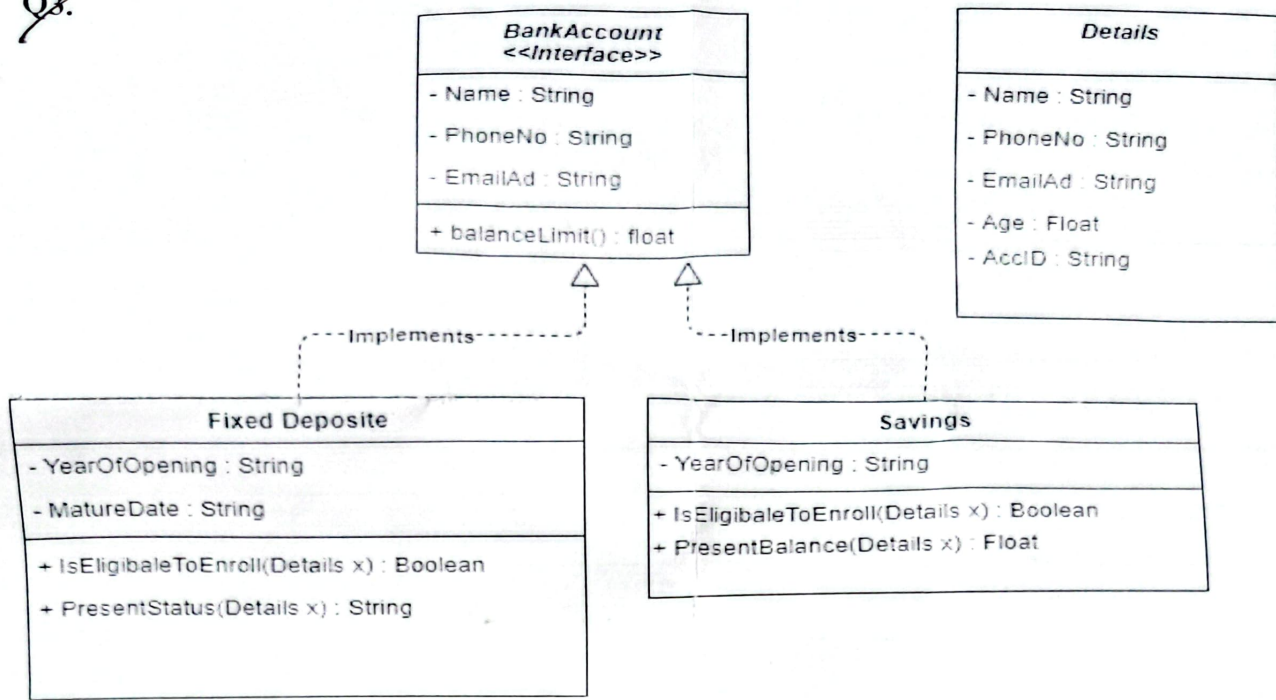 Q3.
BankAccount
<<Interface>>
- Name : String
- PhoneNo : String
- EmailAd : String
+ balanceLimit() : float
Details
- Name : String
- PhoneNo : String
- EmailAd : String
- Age : Float
- AccID : String
Implements
Implements
Fixed Deposite
- YearOfOpening : String
- MatureDate : String
+ IsEligibaleToEnroll(Details x) : Boolean
+ PresentStatus(Details x) : String
Savings
- YearOfOpening : String
+ IsEligibaleToEnroll(Details x) : Boolean
+ PresentBalance(Details x) : Float